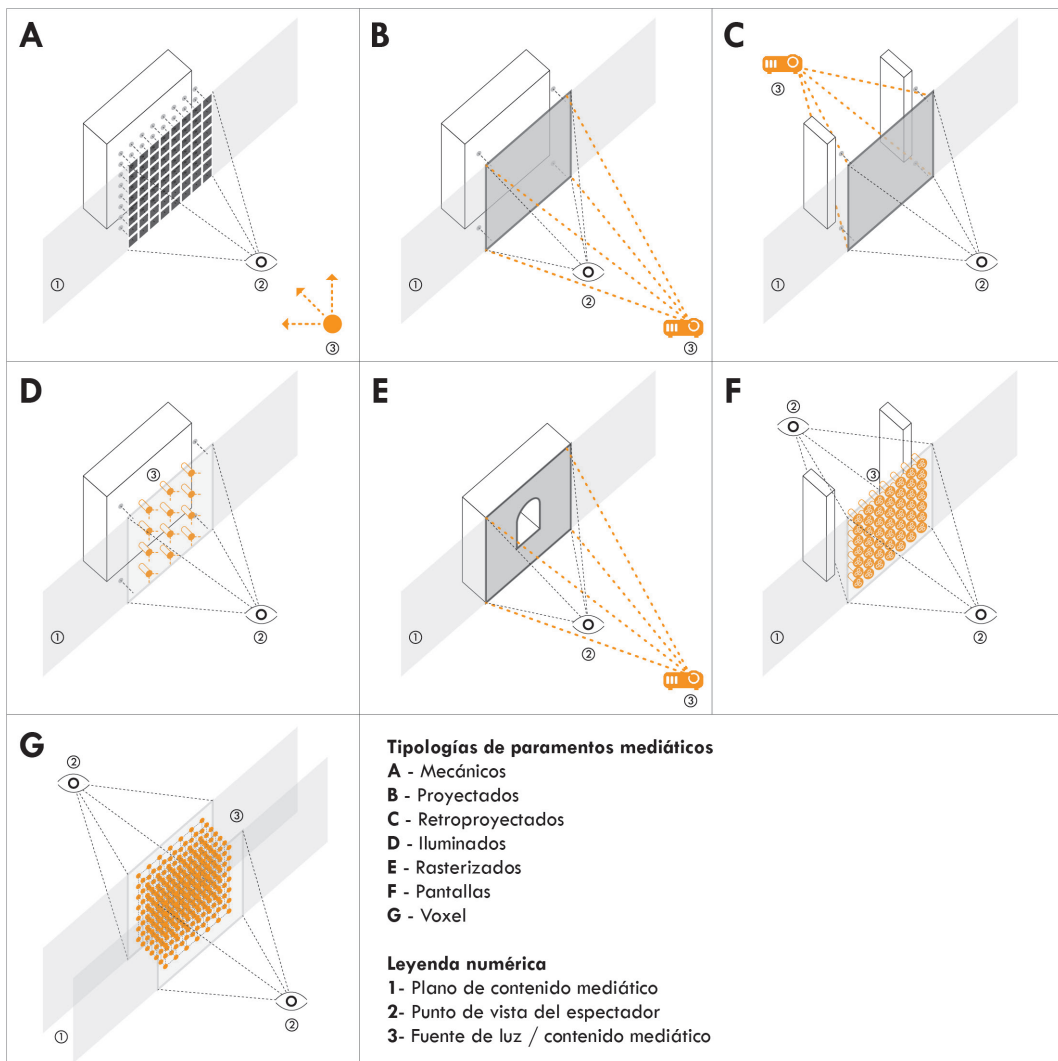 A
①
②
③
B
①
②
③
C
③
①
②
D
③
①
②
E
①
②
③
F
②
③
①
②
G
②
③
①
②
Tipologías de paramentos mediáticos
A - Mecánicos
B - Proyectados
C - Retroproyectados
D - Iluminados
E - Rasterizados
F - Pantallas
G - Voxel
Leyenda numérica
1- Plano de contenido mediático
2- Punto de vista del espectador
3- Fuente de luz / contenido mediático